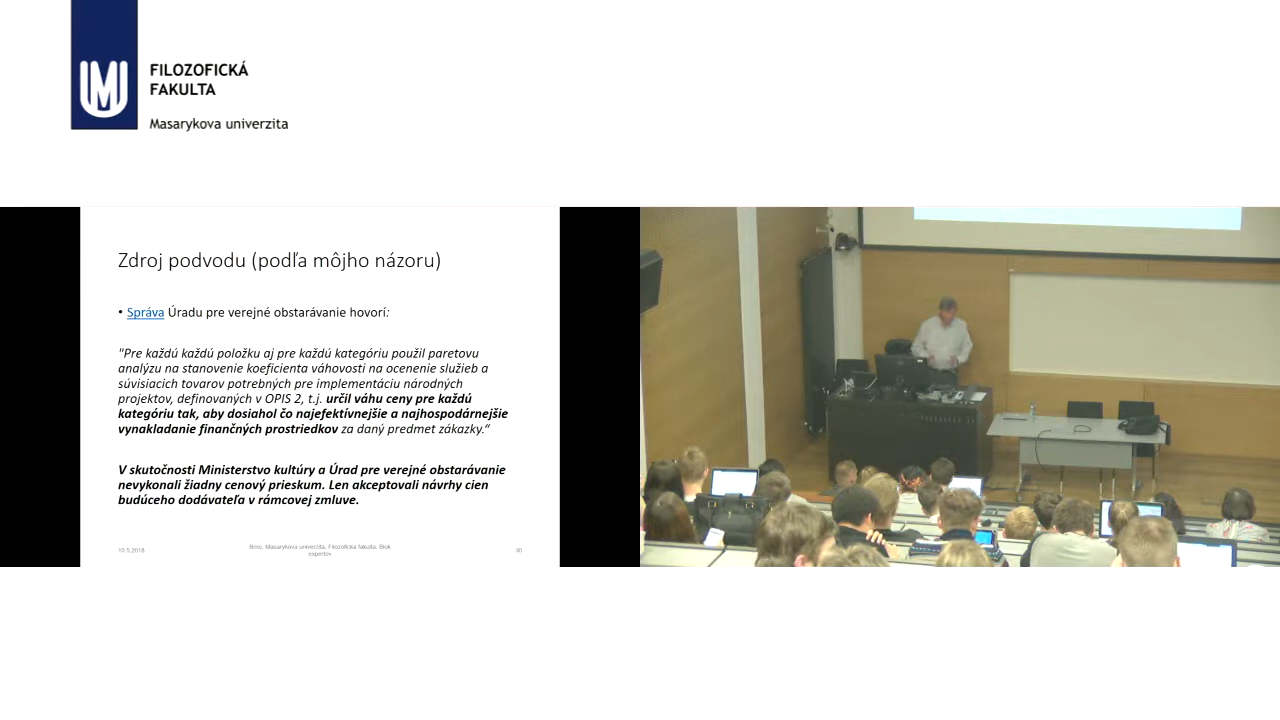 FILOZOFICKÁ
FAKULTA
Masarykova univerzita
Zdroj podvodu (podľa môjho názoru)
• Správa Úradu pre verejné obstarávanie hovorí:
"Pre každú každú položku aj pre každú kategóriu použil paretovu
analýzu na stanovenie koeficienta váhovosti na ocenenie služieb a
súvisiacich tovarov potrebných pre implementáciu národných
projektov, definovaných v OPIS 2, t.j. určil váhu ceny pre každú
kategóriu tak, aby dosiahol čo najefektívnejšie a najhospodárnejšie
vynakladanie finančných prostriedkov za daný predmet zákazky.“
V skutočnosti Ministerstvo kultúry a Úrad pre verejné obstarávanie
nevykonali žiadny cenový prieskum. Len akceptovali návrhy cien
budúceho dodávateľa v rámcovej zmluve.
10.5.2018
Brno, Masarykova univerzita, Filozofická fakulta, Blok
expertov